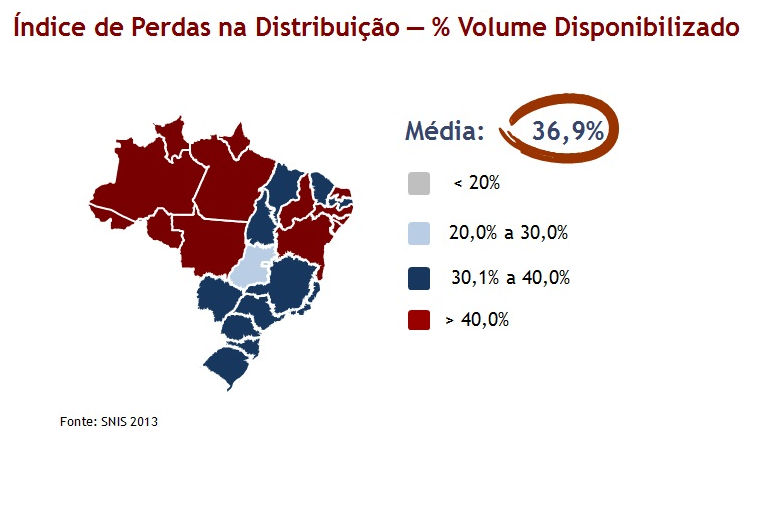 Índice de Perdas na Distribuição — % Volume Disponibilizado
Média: 36,9%
< 20%
20,0% a 30,0%
30,1% a 40,0%
> 40,0%
Fonte: SNIS 2013